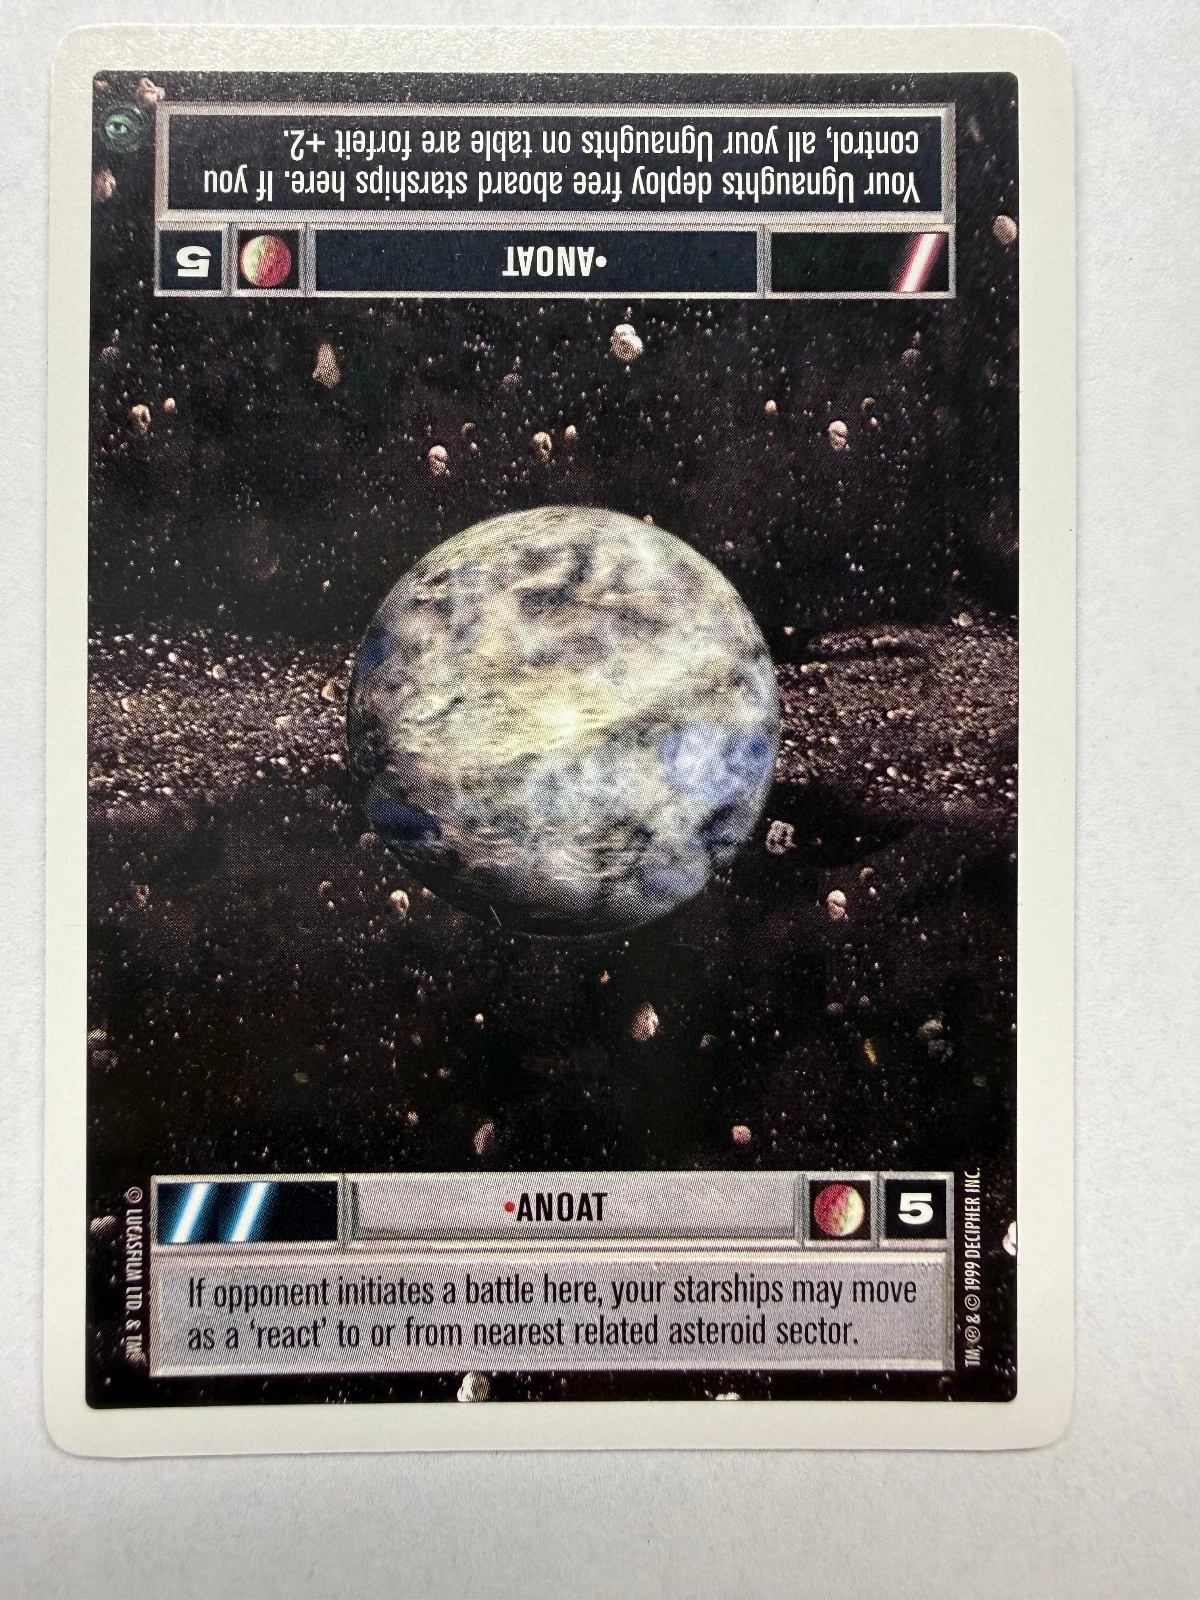 Your Ugnaughts deploy free aboard starships here. If you
control, all your Ugnaughts on table are forfeit +2.
•ANOAT
5
•ANOAT
5
If opponent initiates a battle here, your starships may move
as a 'react' to or from nearest related asteroid sector.
© LUCASFILM LTD. & TM.
TM, ® & © 1999 DECIPHER INC.